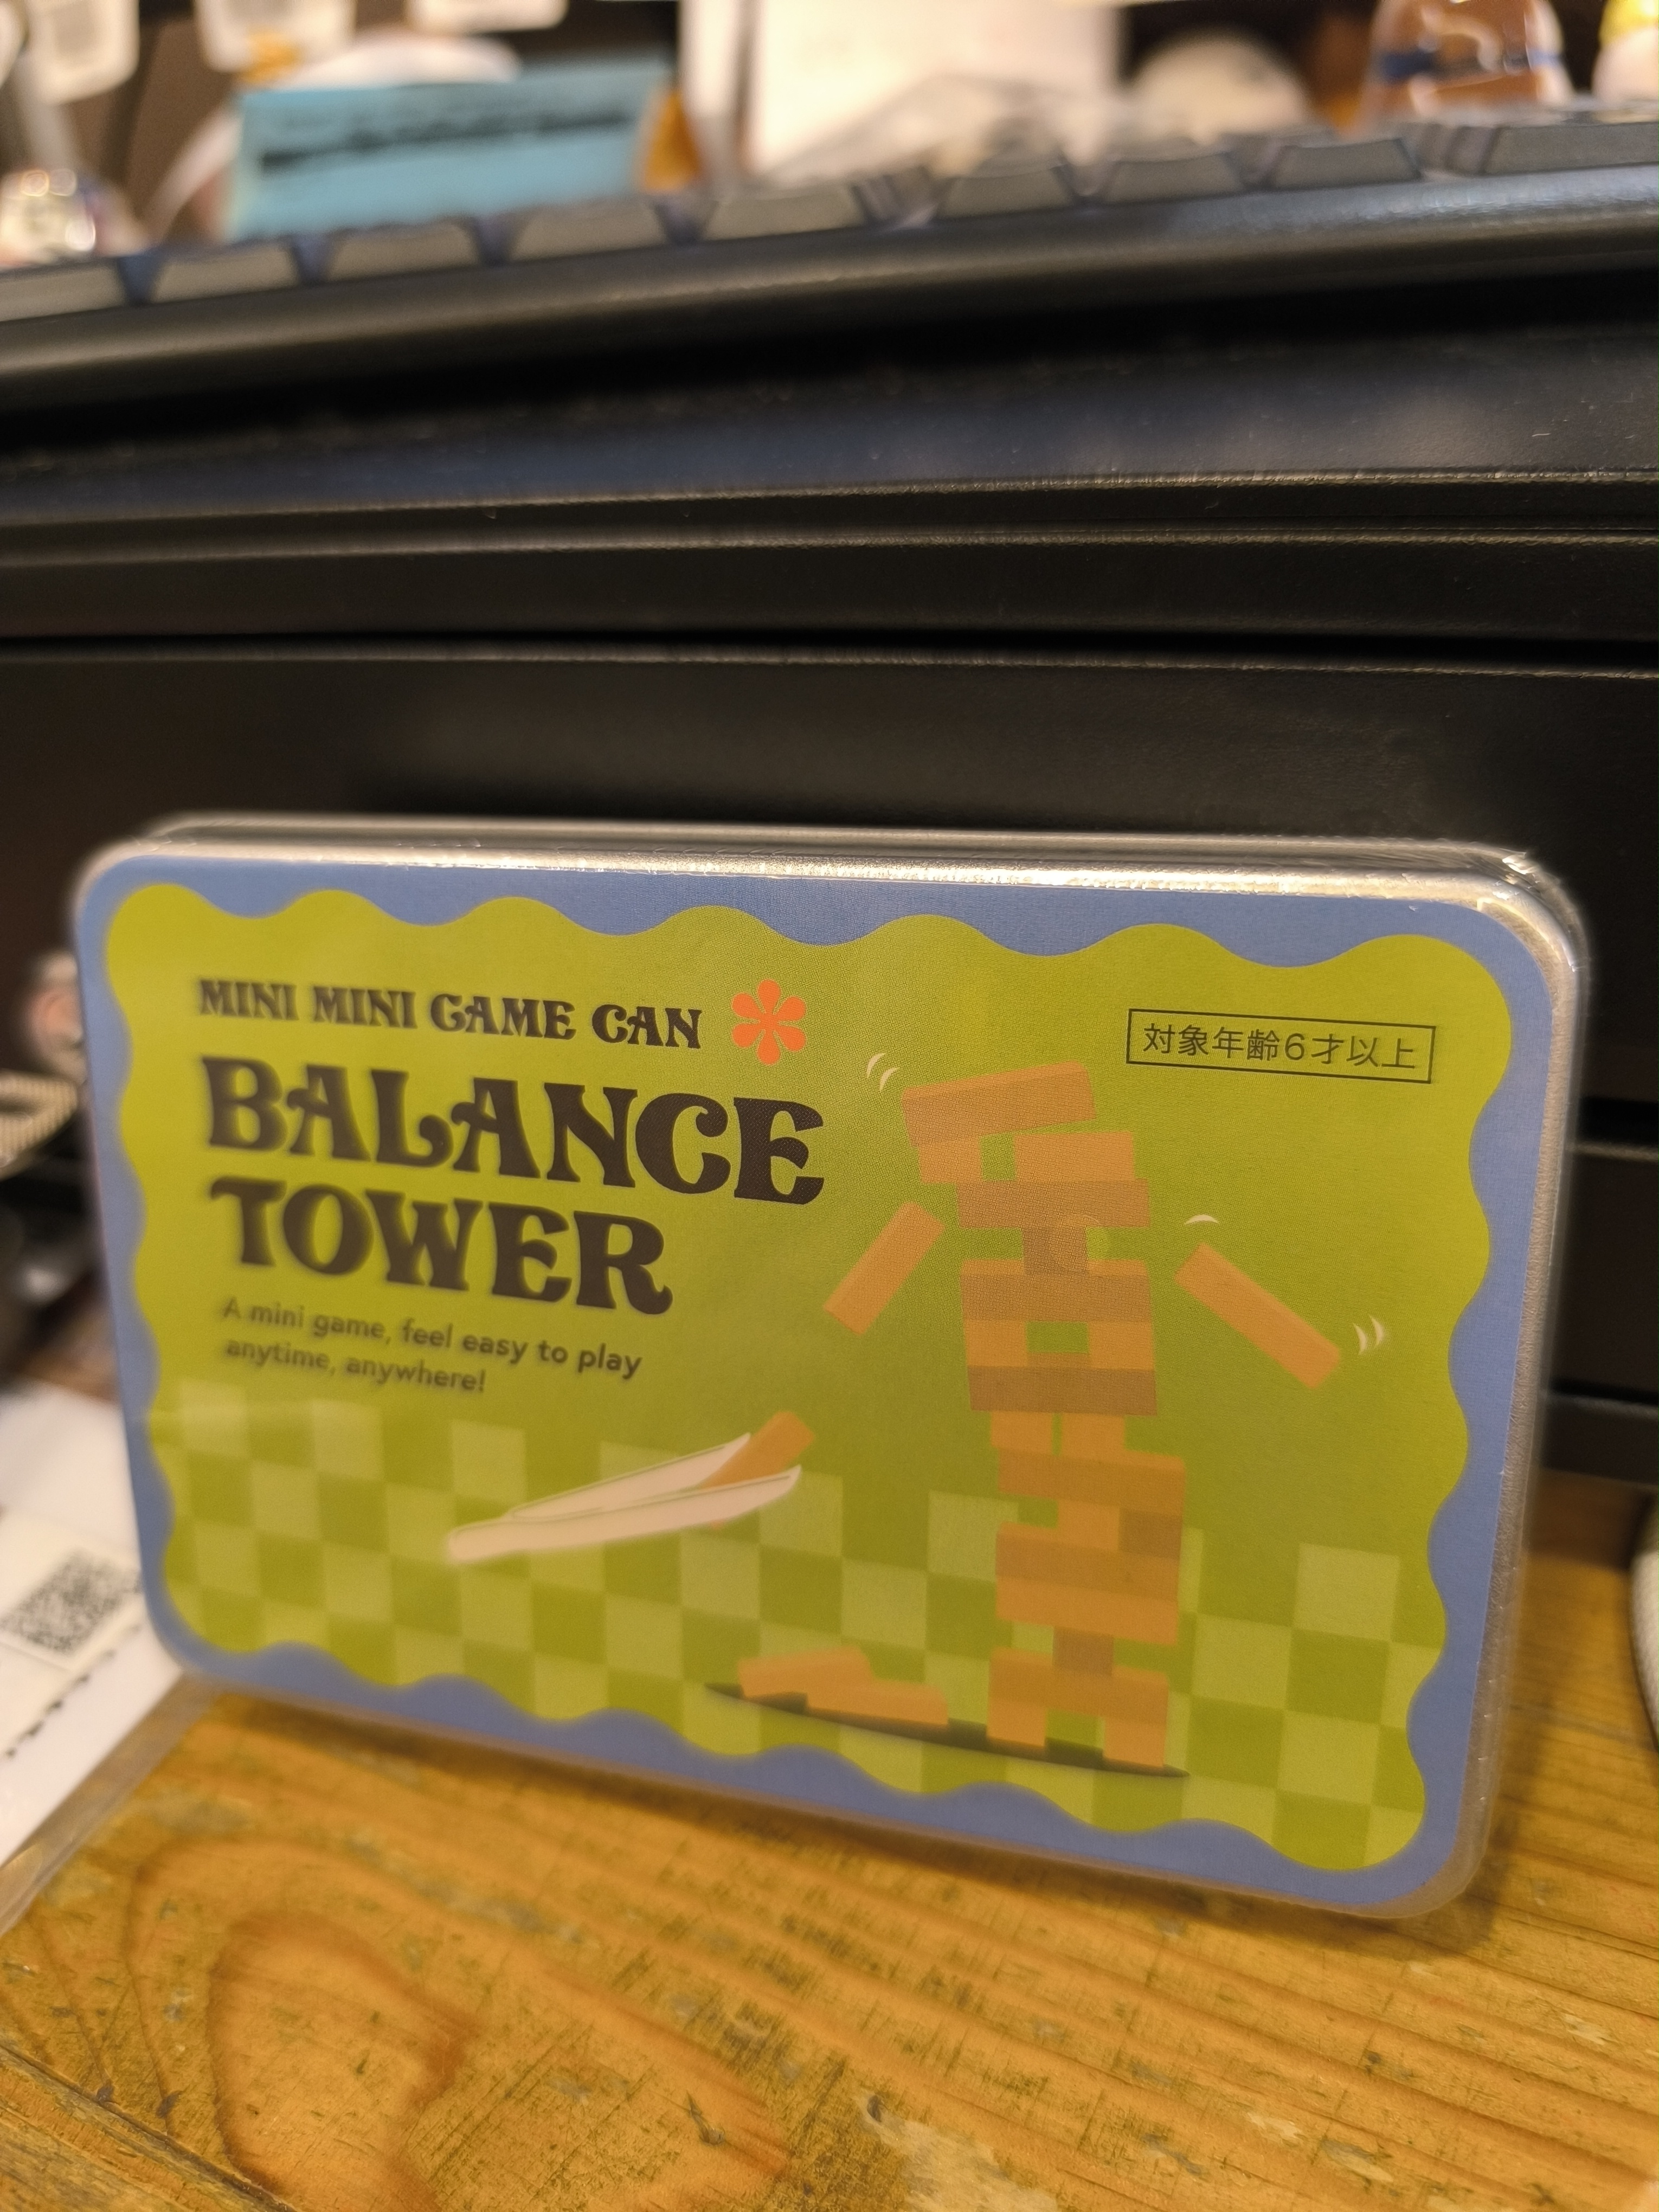 MINI MINI GAME CAN
対象年齢6才以上
BALANCE
TOWER
A mini game, feel easy to play
anytime, anywhere!